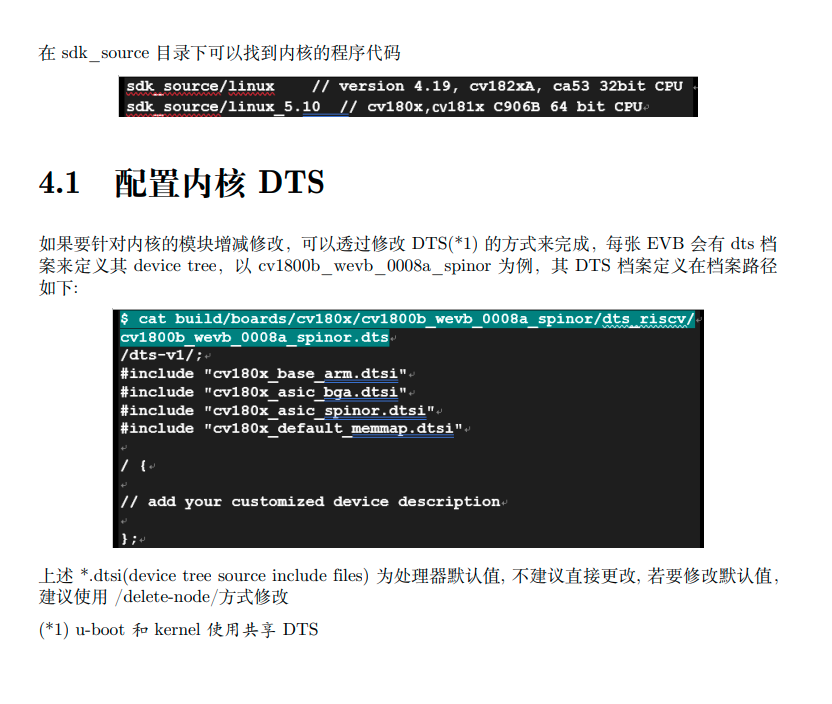 在 sdk_source 目录下可以找到内核的程序代码
sdk_source/linux    // version 4.19, cv182xA, ca53 32bit CPU
sdk_source/linux_5.10  // cv180x,cv181x C906B 64 bit CPU
4.1 配置内核 DTS
如果要针对内核的模块增减修改，可以透过修改 DTS(*1) 的方式来完成，每张 EVB 会有 dts 档
案来定义其 device tree，以 cv1800b_wevb_0008a_spinor 为例，其 DTS 档案定义在档案路径
如下:
$ cat build/boards/cv180x/cv1800b_wevb_0008a_spinor/dts_riscv/
cv1800b_wevb_0008a_spinor.dts
/dts-v1/;
#include "cv180x_base_arm.dtsi"
#include "cv180x_asic_bga.dtsi"
#include "cv180x_asic_spinor.dtsi"
#include "cv180x_default_memmap.dtsi"
/ {
// add your customized device description
};
上述 *.dtsi(device tree source include files) 为处理器默认值, 不建议直接更改, 若要修改默认值，
建议使用 /delete-node/方式修改
(*1) u-boot 和 kernel 使用共享 DTS